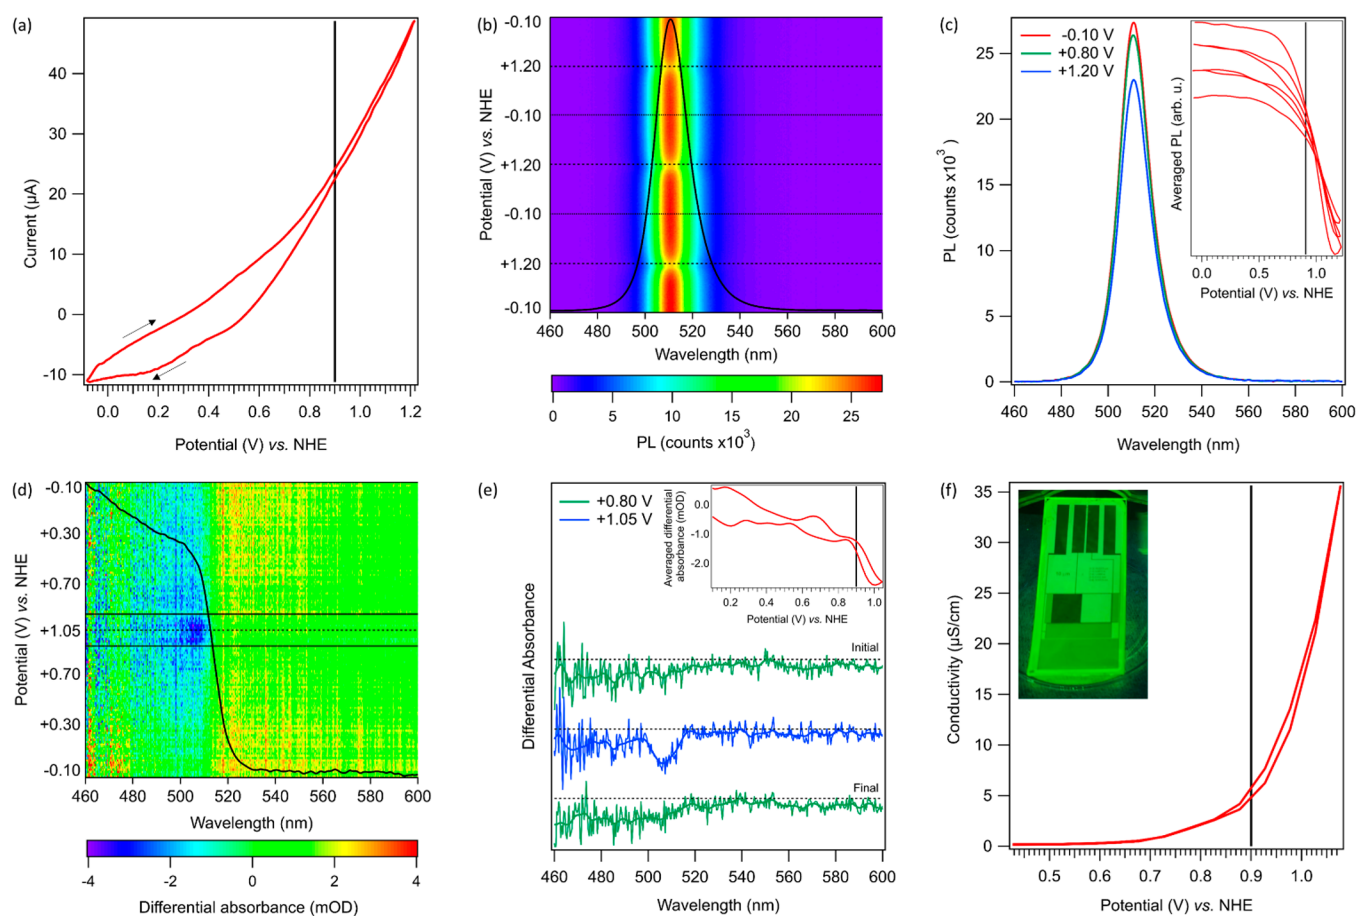 (a)
40
30
20
10
0
-10
Current (µA)
0.0 0.2 0.4 0.6 0.8 1.0 1.2
Potential (V) vs. NHE
(b)
-0.10
+1.20
-0.10
+1.20
-0.10
+1.20
-0.10
Potential (V) vs. NHE
460 480 500 520 540 560 580 600
Wavelength (nm)
0 5 10 15 20 25
PL (counts x10³)
(c)
25
20
15
10
5
0
PL (counts x10³)
-0.10 V
+0.80 V
+1.20 V
Averaged PL (arb. u.)
0.0 0.5 1.0
Potential (V) vs. NHE
460 480 500 520 540 560 580 600
Wavelength (nm)
(d)
-0.10
+0.30
+0.70
+1.05
+0.70
+0.30
-0.10
Potential (V) vs. NHE
460 480 500 520 540 560 580 600
Wavelength (nm)
-4 -2 0 2 4
Differential absorbance (mOD)
(e)
+0.80 V
+1.05 V
Averaged differential
absorbance (mOD)
0.0
-1.0
-2.0
0.2 0.4 0.6 0.8 1.0
Potential (V) vs. NHE
Differential Absorbance
Initial
Final
460 480 500 520 540 560 580 600
Wavelength (nm)
(f)
35
30
25
20
15
10
5
0
Conductivity (µS/cm)
0.5 0.6 0.7 0.8 0.9 1.0
Potential (V) vs. NHE